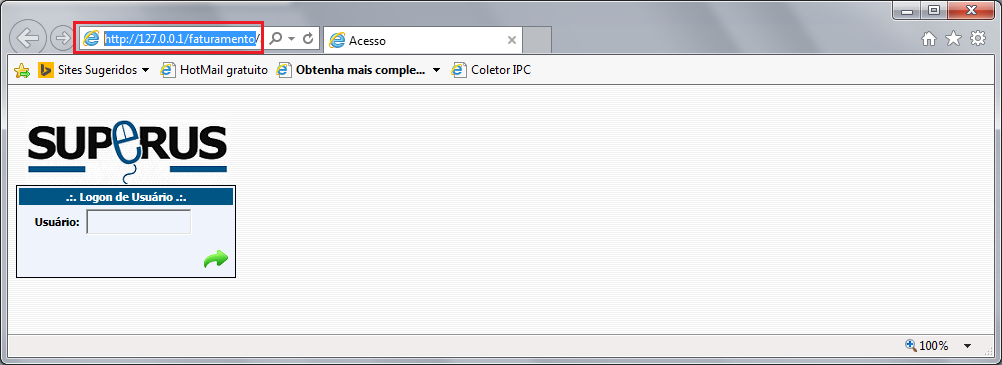 http://127.0.0.1/faturamento/
Acesso
Sites Sugeridos
HotMail gratuito
Obtenha mais comple...
Coletor IPC
SUPeRUS
.:. Logon de Usuário .:.
Usuário:
100%